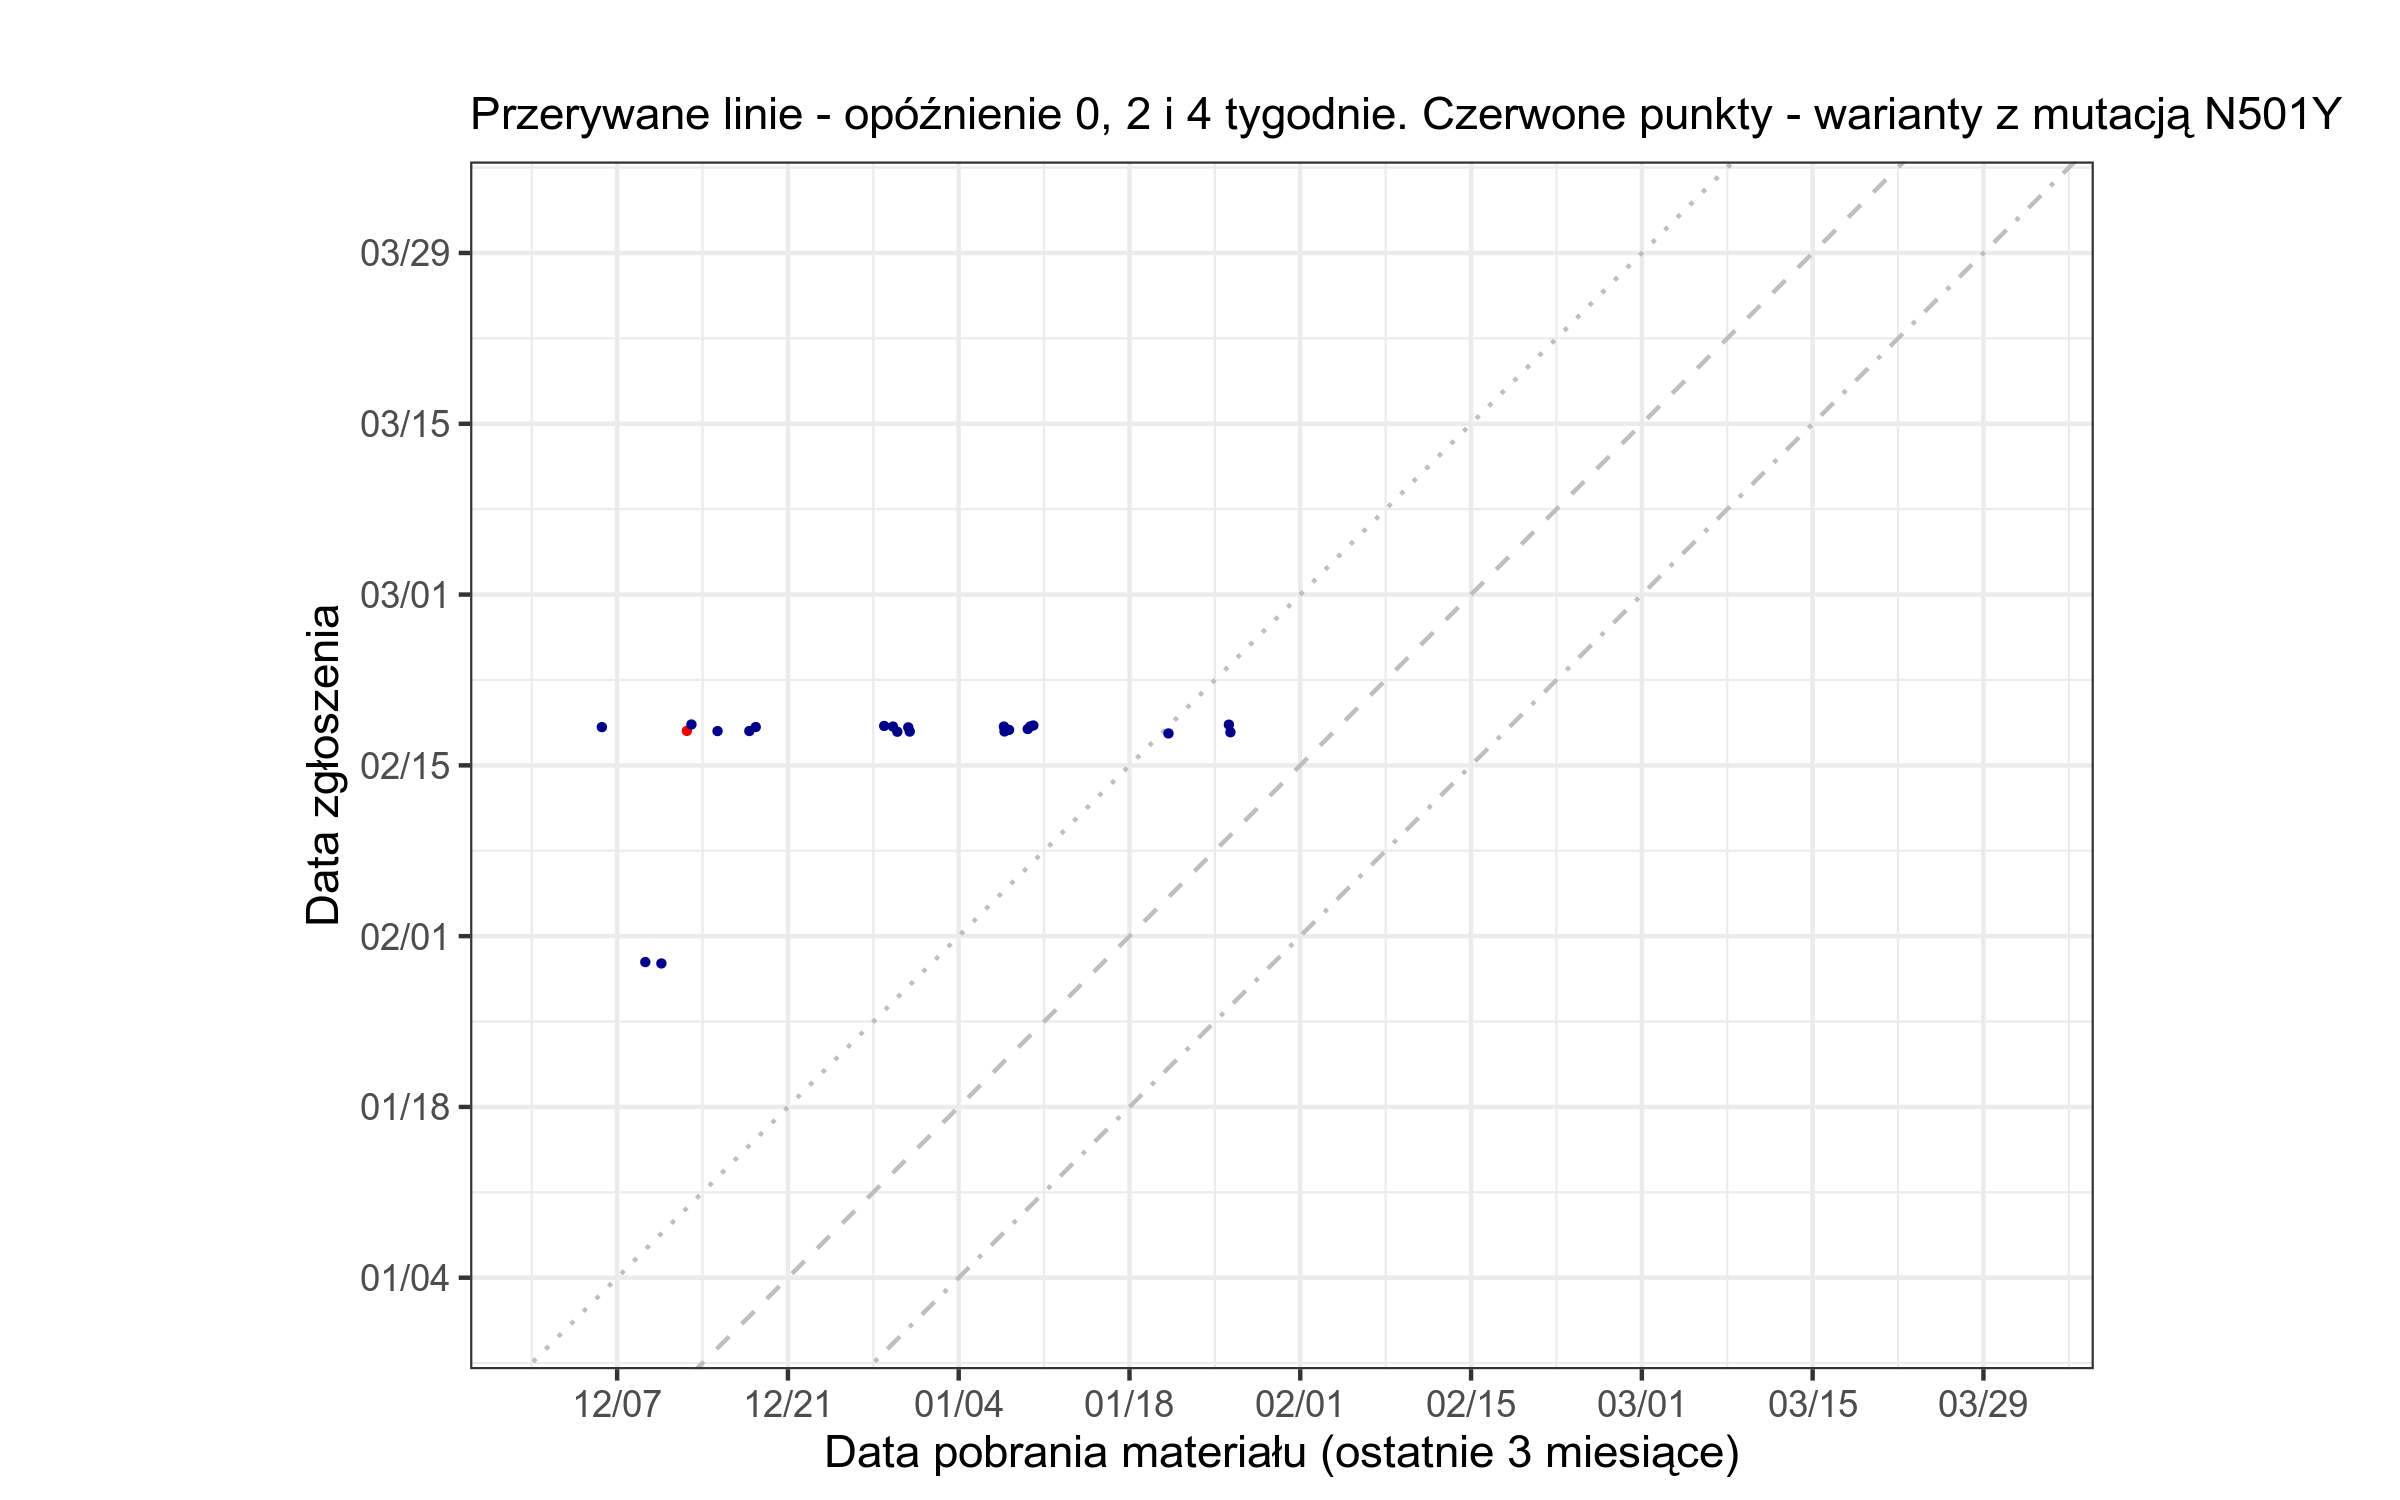 Przerywane linie - opóźnienie 0, 2 i 4 tygodnie. Czerwone punkty - warianty z mutacją N501Y
Data zgłoszenia
03/29
03/15
03/01
02/15
02/01
01/18
01/04
12/07 12/21 01/04 01/18 02/01 02/15 03/01 03/15 03/29
Data pobrania materiału (ostatnie 3 miesiące)